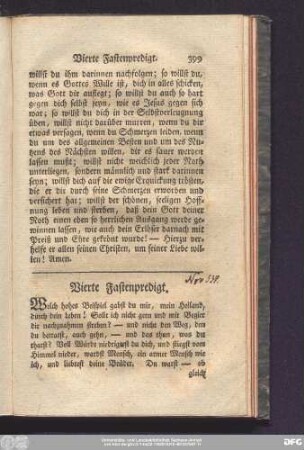 Vierte Fastenpredigt. 399
willst du ihm darinnen nachfolgen; so willst du,
wenn es Gottes Wille ist, dich in alles schicken,
was Gott dir auflegt; so willst du auch so hart
gegen dich selbst seyn, wie es Jesus gegen sich
war; so willst du dich in der Selbstverleugnung
üben, willst nicht darüber murren, wenn du dir
etwas versagen, wenn du Schmerzen leiden, wenn
du um des allgemeinen Besten und um des Nu-
tzens des Nächsten willen, dir es sauer werden
lassen mußt; willst nicht weichlich jeder Noth
unterliegen, sondern männlich und stark darinnen
seyn; willst dich auf die ewige Erquickung trösten,
die er dir durch seine Schmerzen erworben und
versichert hat; willst der schönen, seeligen Hoff-
nung leben und sterben, daß dein Gott deiner
Noth einen eben so herrlichen Ausgang werde ge-
winnen lassen, wie auch dein Erlöser darnach mit
Preiß und Ehre gekrönt wurde! — Hierzu ver-
helfe er allen seinen Christen, um seiner Liebe wil-
len! Amen.
Vierte Fastenpredigt.
Welch hohes Beispiel gabst du mir, mein Heiland,
durch dein Leben! Sollt ich nicht gern und mit Begier
dir nachzuahmen streben? — und nicht den Weg, den
du betratst, auch gehn, — und das thun, was du
thatst? Voll Würde niedrigtest du dich, und stiegst vom
Himmel nieder, wardst Mensch, ein armer Mensch wie
ich, und liebtest deine Brüder. Du warst — ob
gleich